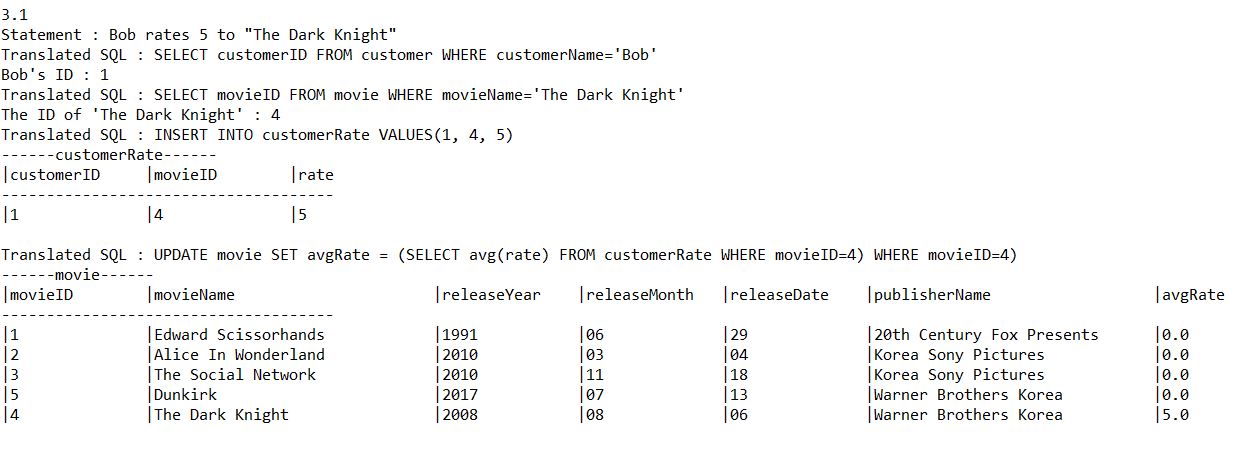 3.1
Statement : Bob rates 5 to "The Dark Knight"
Translated SQL : SELECT customerID FROM customer WHERE customerName='Bob'
Bob's ID : 1
Translated SQL : SELECT movieID FROM movie WHERE movieName='The Dark Knight'
The ID of 'The Dark Knight' : 4
Translated SQL : INSERT INTO customerRate VALUES(1, 4, 5)
------customerRate------
|customerID     |movieID        |rate
-------------------------------------
|1              |4              |5

Translated SQL : UPDATE movie SET avgRate = (SELECT avg(rate) FROM customerRate WHERE movieID=4) WHERE movieID=4)
------movie------
|movieID        |movieName                      |releaseYear    |releaseMonth   |releaseDate    |publisherName                  |avgRate
-------------------------------------
|1              |Edward Scissorhands            |1991           |06             |29             |20th Century Fox Presents      |0.0
|2              |Alice In Wonderland            |2010           |03             |04             |Korea Sony Pictures            |0.0
|3              |The Social Network             |2010           |11             |18             |Korea Sony Pictures            |0.0
|5              |Dunkirk                        |2017           |07             |13             |Warner Brothers Korea          |0.0
|4              |The Dark Knight                |2008           |08             |06             |Warner Brothers Korea          |5.0